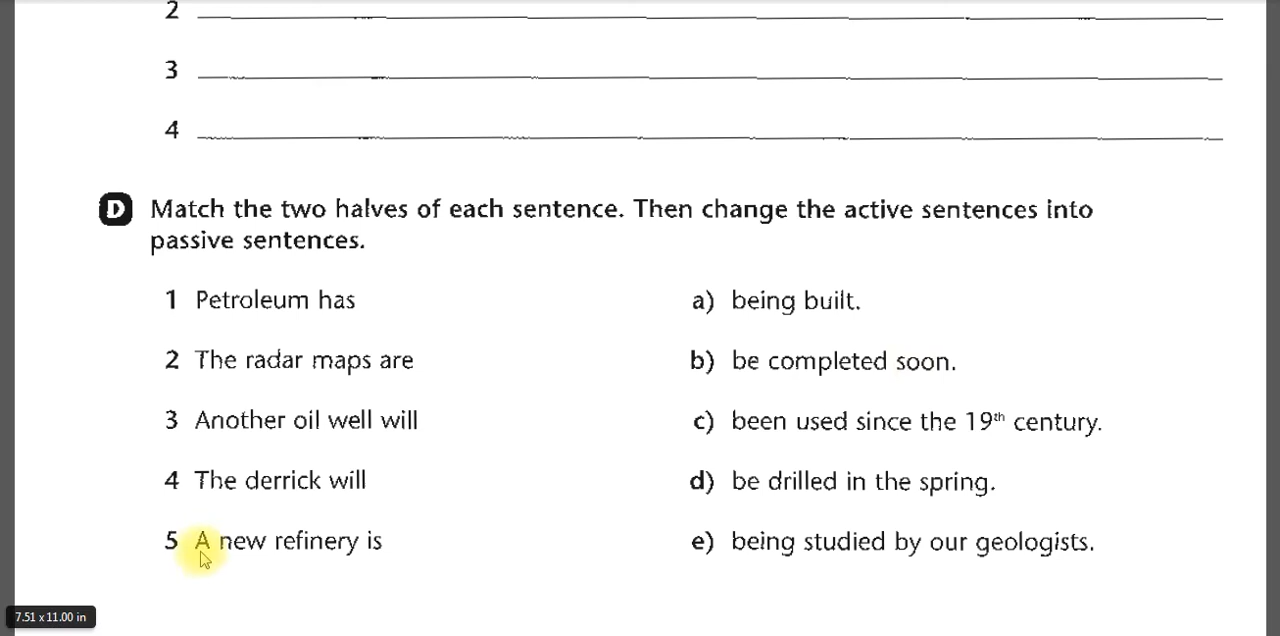 2
3
4
D Match the two halves of each sentence. Then change the active sentences into
passive sentences.
1 Petroleum has
a) being built.
2 The radar maps are
b) be completed soon.
3 Another oil well will
c) been used since the 19th century.
4 The derrick will
d) be drilled in the spring.
5 A new refinery is
e) being studied by our geologists.
7.51 x 11.00 in